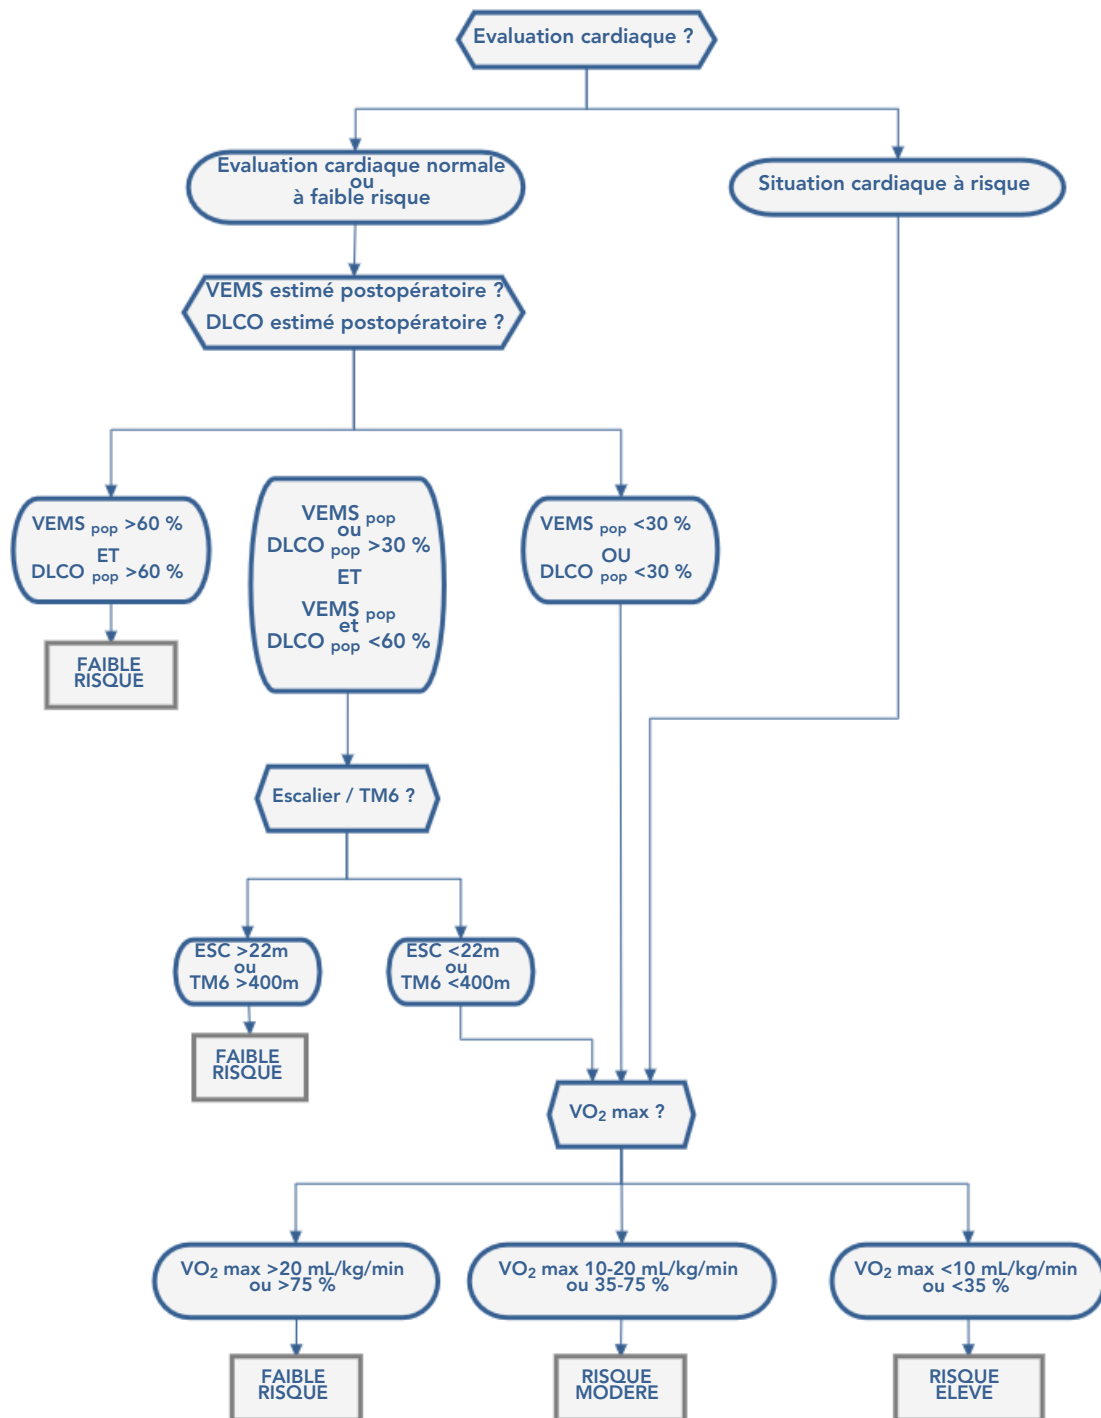 Evaluation cardiaque ?
Evaluation cardiaque normale
ou
à faible risque
Situation cardiaque à risque
VEMS estimé postopératoire ?
DLCO estimé postopératoire ?
VEMS pop >60 %
ET
DLCO pop >60 %
VEMS pop
ou
DLCO pop >30 %
ET
VEMS pop
et
DLCO pop <60 %
VEMS pop <30 %
OU
DLCO pop <30 %
FAIBLE
RISQUE
Escalier / TM6 ?
ESC >22m
ou
TM6 >400m
ESC <22m
ou
TM6 <400m
FAIBLE
RISQUE
VO2 max ?
VO2 max >20 mL/kg/min
ou >75 %
VO2 max 10-20 mL/kg/min
ou 35-75 %
VO2 max <10 mL/kg/min
ou <35 %
FAIBLE
RISQUE
RISQUE
MODERE
RISQUE
ELEVE